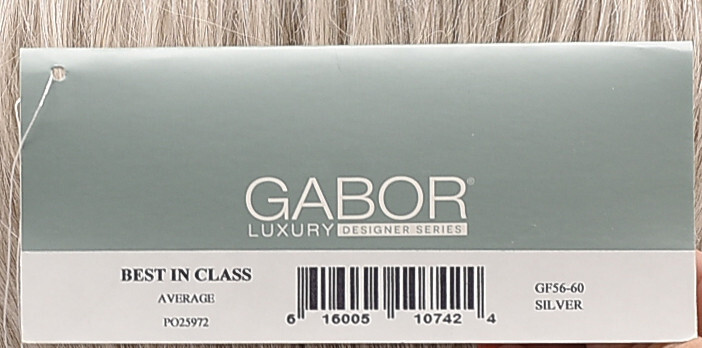 GABOR®
LUXURY DESIGNER SERIES
BEST IN CLASS
AVERAGE
PO25972
6 16005 10742 4
GF56-60
SILVER